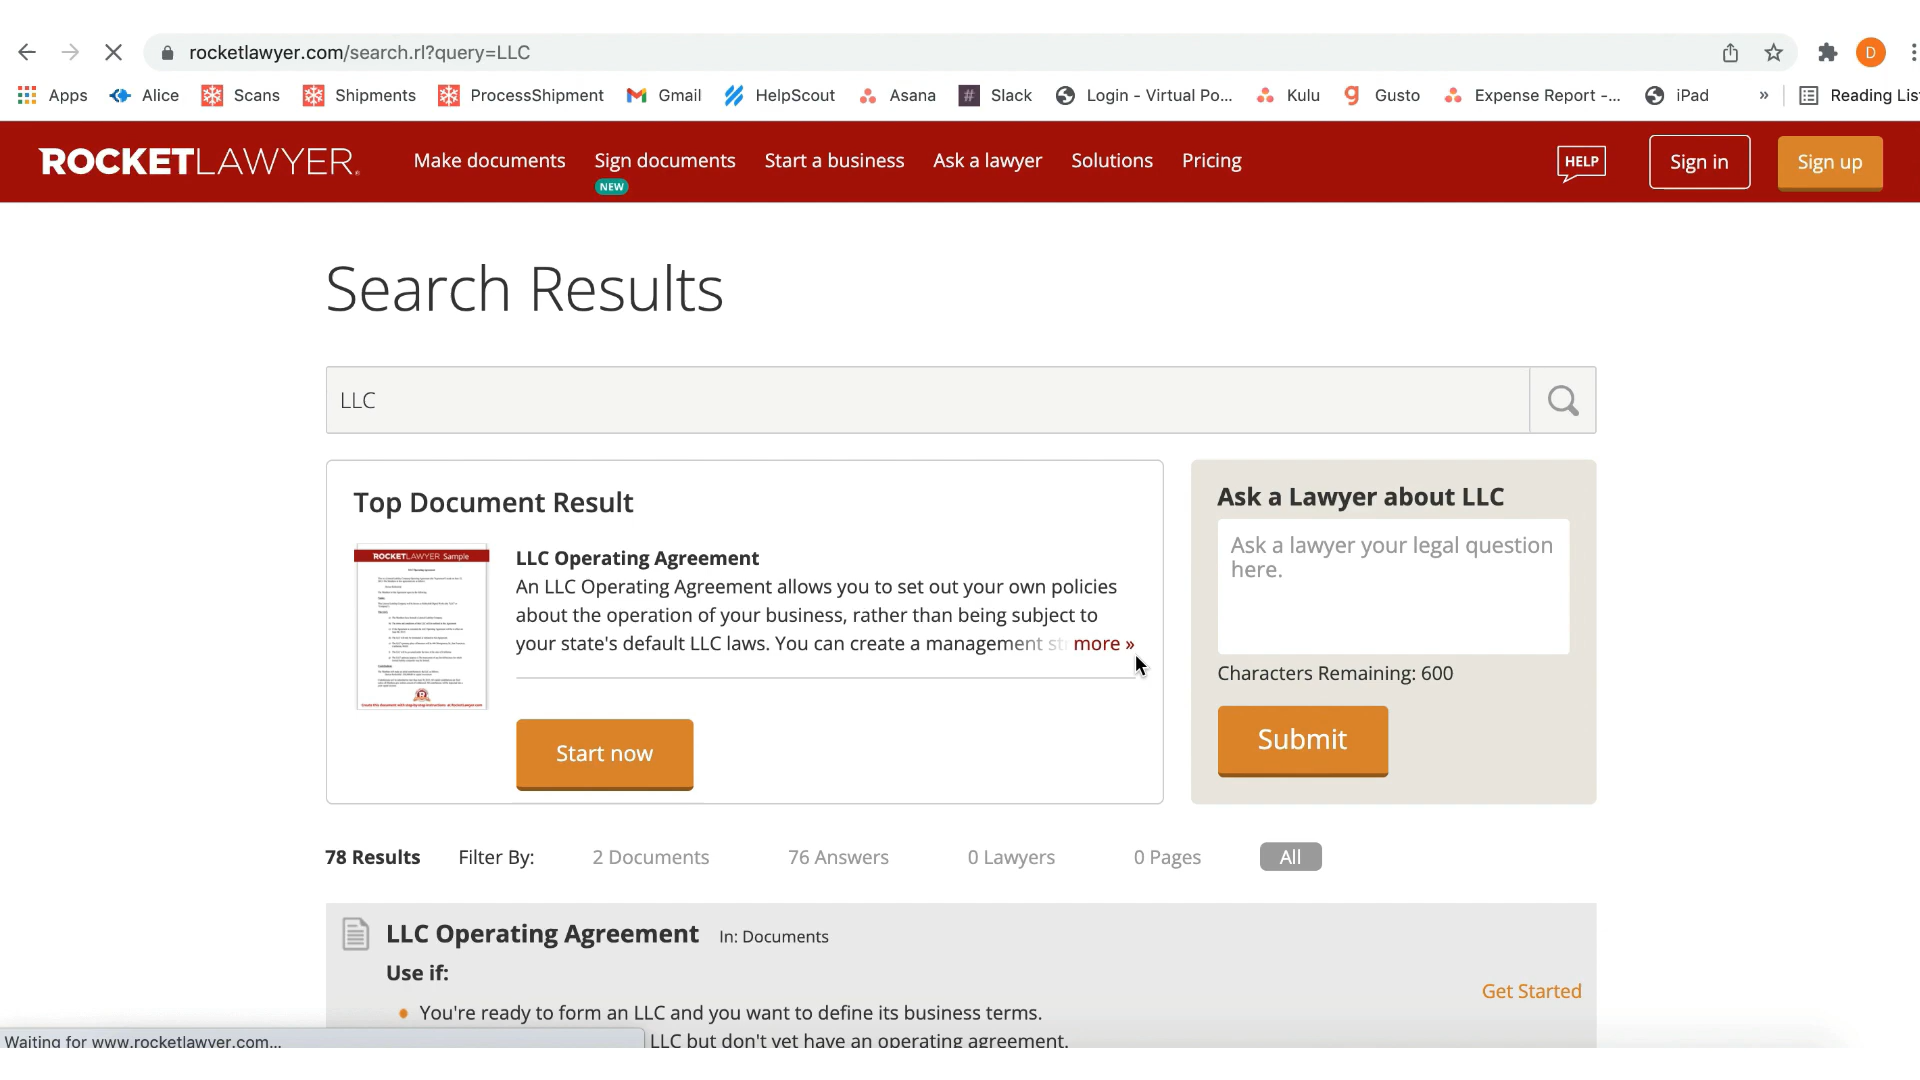 rocketlawyer.com/search.rl?query=LLC
D
Apps Alice Scans Shipments ProcessShipment Gmail HelpScout Asana # Slack Login - Virtual Po... Kulu Gusto Expense Report -... iPad » Reading Lis
ROCKETLAWYER. Make documents Sign documents Start a business Ask a lawyer Solutions Pricing HELP Sign in Sign up
NEW
Search Results
LLC
Top Document Result
ROCKETLAWYER Sample
LLC Operating Agreement
An LLC Operating Agreement allows you to set out your own policies
about the operation of your business, rather than being subject to
your state's default LLC laws. You can create a management st more »
Start now
Ask a Lawyer about LLC
Ask a lawyer your legal question
here.
Characters Remaining: 600
Submit
78 Results Filter By: 2 Documents 76 Answers 0 Lawyers 0 Pages All
LLC Operating Agreement In: Documents
Use if:
Get Started
You're ready to form an LLC and you want to define its business terms.
LLC but don't yet have an operating agreement.
Waiting for www.rocketlawyer.com...